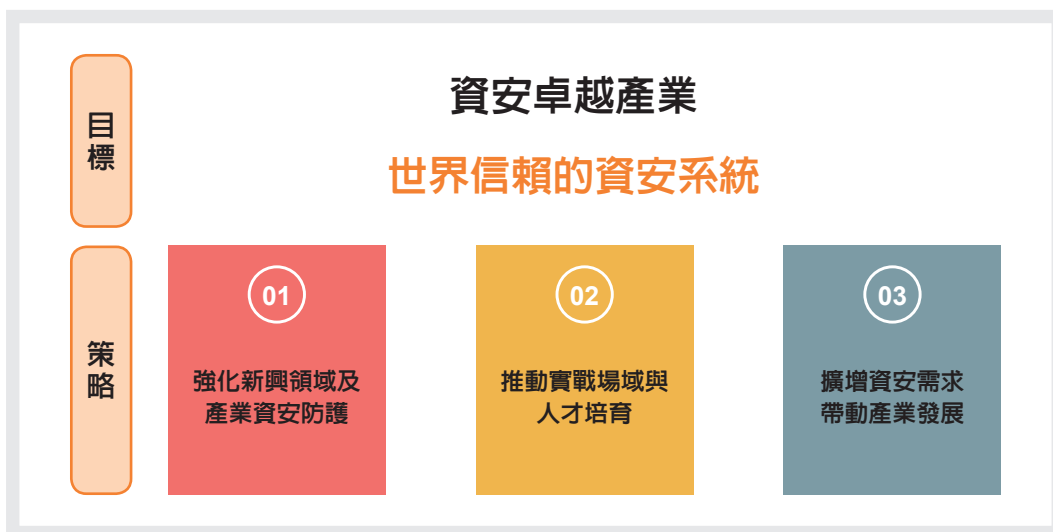 目標
資安卓越產業
世界信賴的資安系統
策略
01
強化新興領域及
產業資安防護
02
推動實戰場域與
人才培育
03
擴增資安需求
帶動產業發展